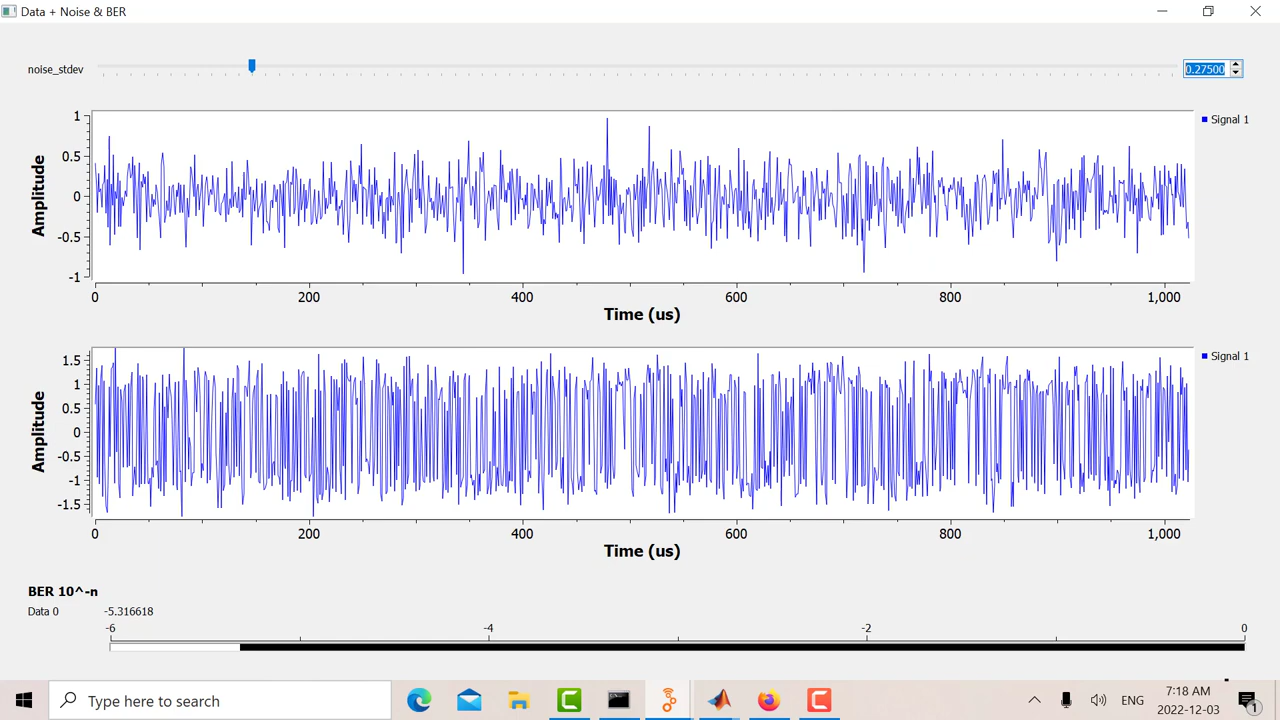 Data + Noise & BER
noise_stdev
0.27500
1
0.5
0
-0.5
-1
Amplitude
Signal 1
0 200 400 600 800 1,000
Time (us)
1.5
1
0.5
0
-0.5
-1
-1.5
Amplitude
Signal 1
0 200 400 600 800 1,000
Time (us)
BER 10^-n
Data 0 -5.316618
-6 -4 -2 0
Type here to search
ENG
7:18 AM
2022-12-03
1